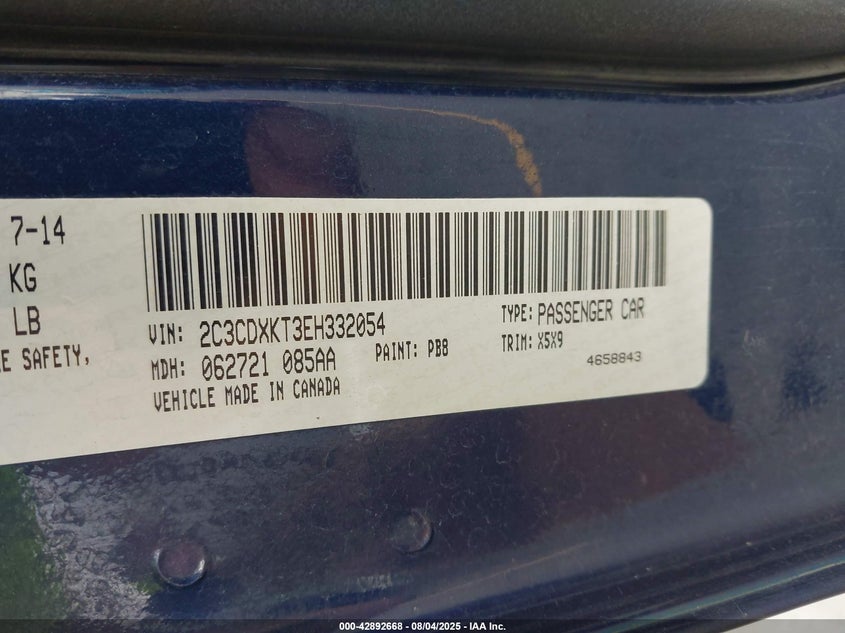 7-14
KG
LB
E SAFETY,
VIN: 2C3CDXKT3EH332054
TYPE: PASSENGER CAR
MDH: 062721 085AA
PAINT: PB8
TRIM: X5X9
VEHICLE MADE IN CANADA
4658843
000-42892668 - 08/04/2025 - IAA Inc.